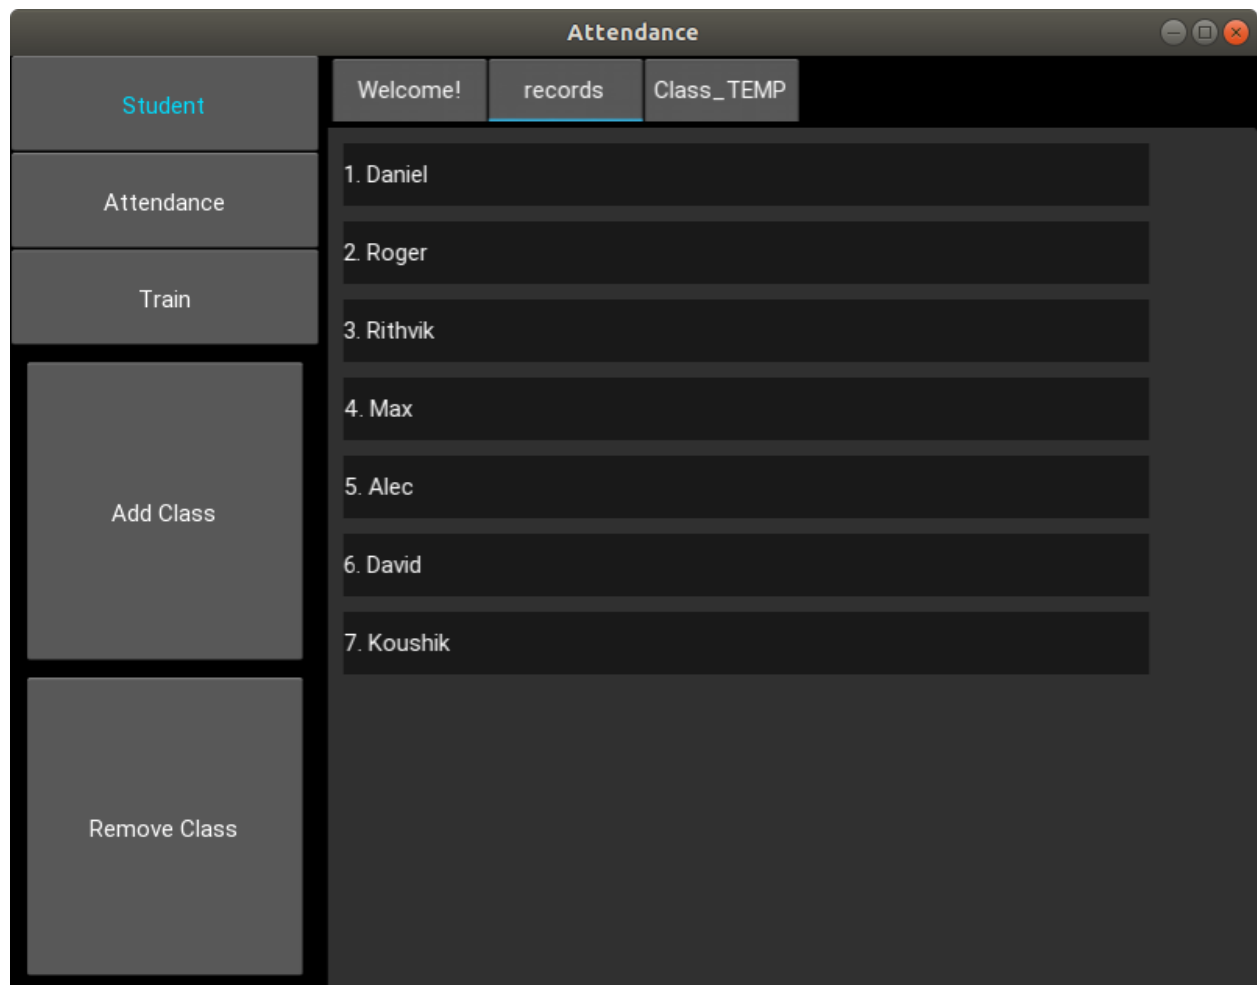 Attendance
Student
Attendance
Train
Add Class
Remove Class
Welcome!
records
Class_TEMP
1. Daniel
2. Roger
3. Rithvik
4. Max
5. Alec
6. David
7. Koushik